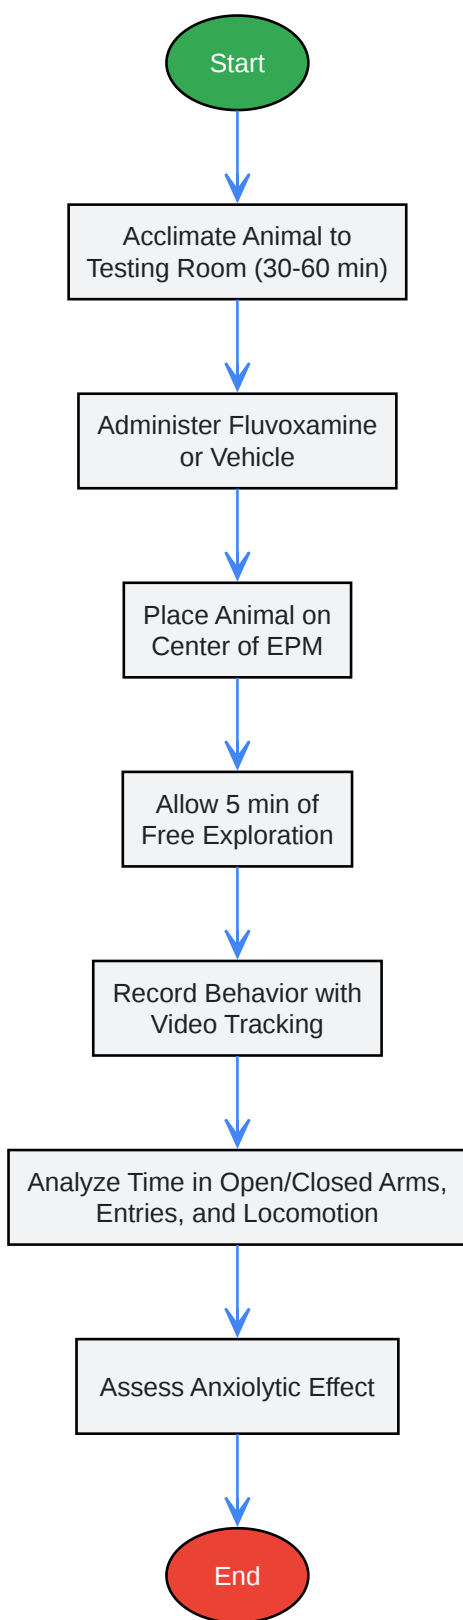 Start
Acclimate Animal to
Testing Room (30-60 min)
Administer Fluvoxamine
or Vehicle
Place Animal on
Center of EPM
Allow 5 min of
Free Exploration
Record Behavior with
Video Tracking
Analyze Time in Open/Closed Arms,
Entries, and Locomotion
Assess Anxiolytic Effect
End